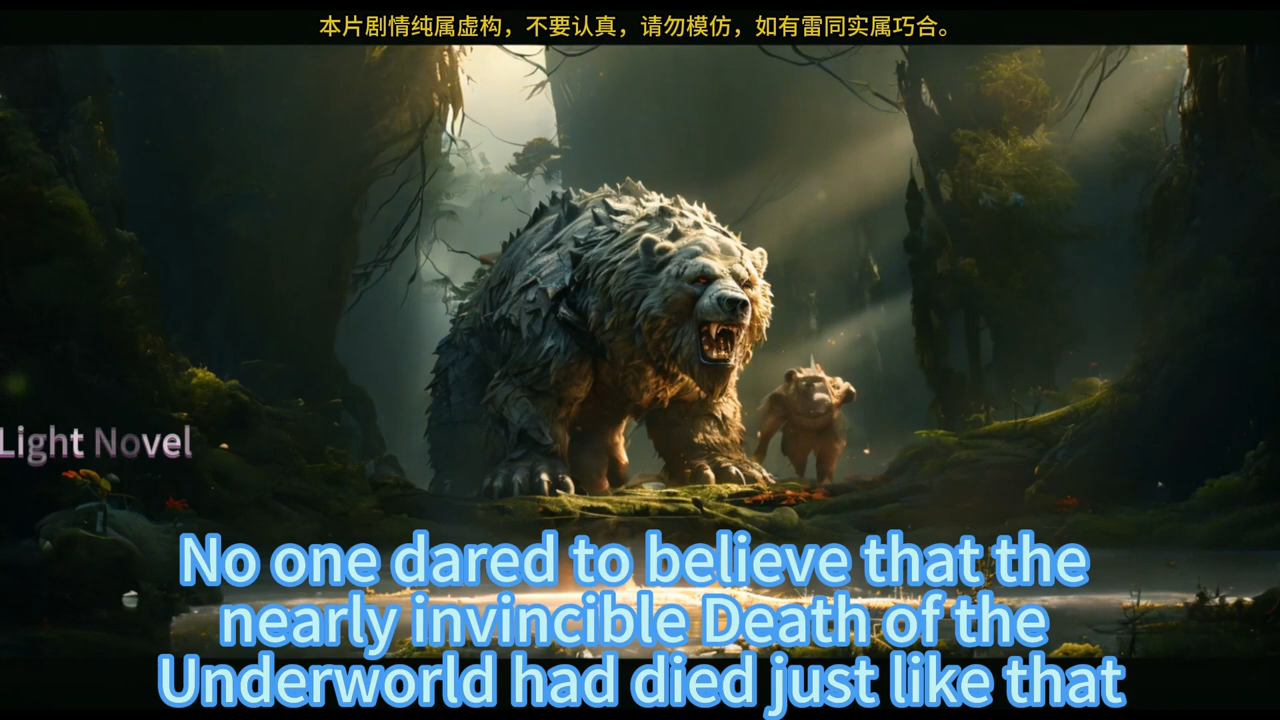 本片剧情纯属虚构，不要认真，请勿模仿，如有雷同实属巧合。
Light Novel
No one dared to believe that the
nearly invincible Death of the
Underworld had died just like that